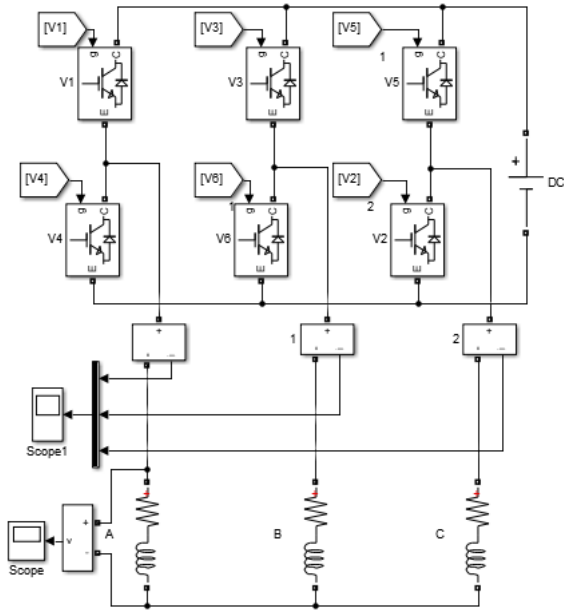 [V1] [V3] [V5]
g C g C 1 g C
V1 V3 V5
E E E
+
DC
[V4] [V6] [V2]
g C 1 g C 2 g C
V4 V6 V2
E E E
+ 1 + 2 +
+ i + i + i
Scope1
+ +
+
+ A B C
v
-
Scope